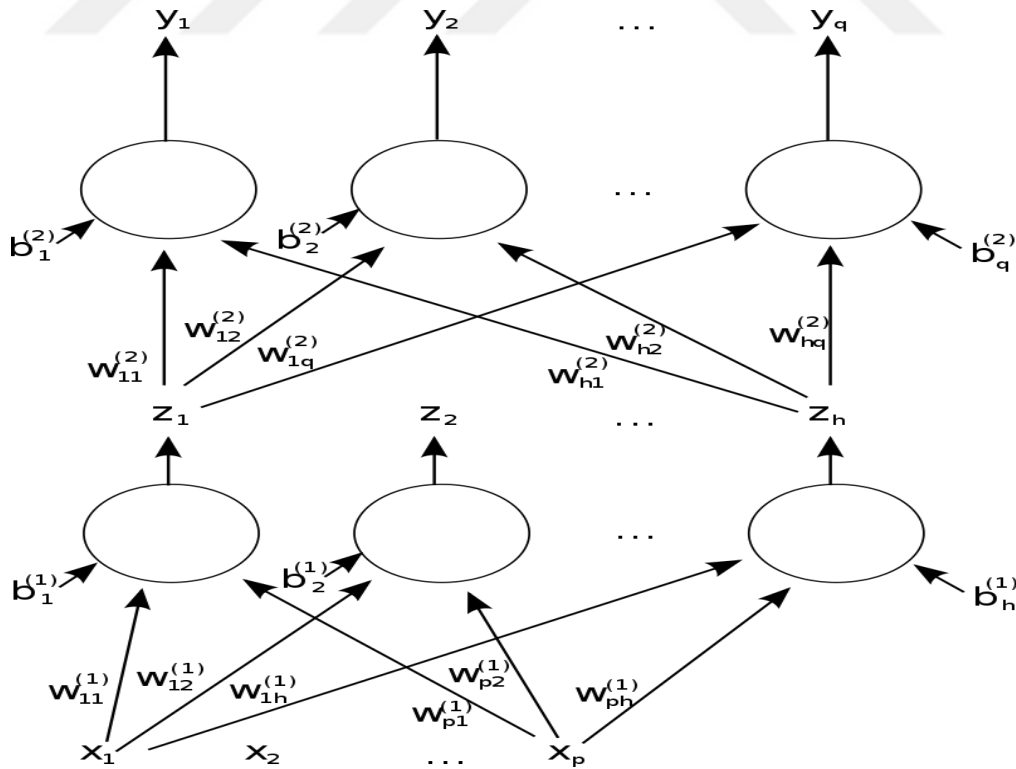 y₁ y₂ ... y_q
...
b₁⁽²⁾ b₂⁽²⁾ b_q⁽²⁾
w₁₁⁽²⁾ w₁₂⁽²⁾ w_1q⁽²⁾ w_h1⁽²⁾ w_h2⁽²⁾ w_hq⁽²⁾
z₁ z₂ ... z_h
...
b₁⁽¹⁾ b₂⁽¹⁾ b_h⁽¹⁾
w₁₁⁽¹⁾ w₁₂⁽¹⁾ w_1h⁽¹⁾ w_p1⁽¹⁾ w_p2⁽¹⁾ w_ph⁽¹⁾
x₁ x₂ ... x_p